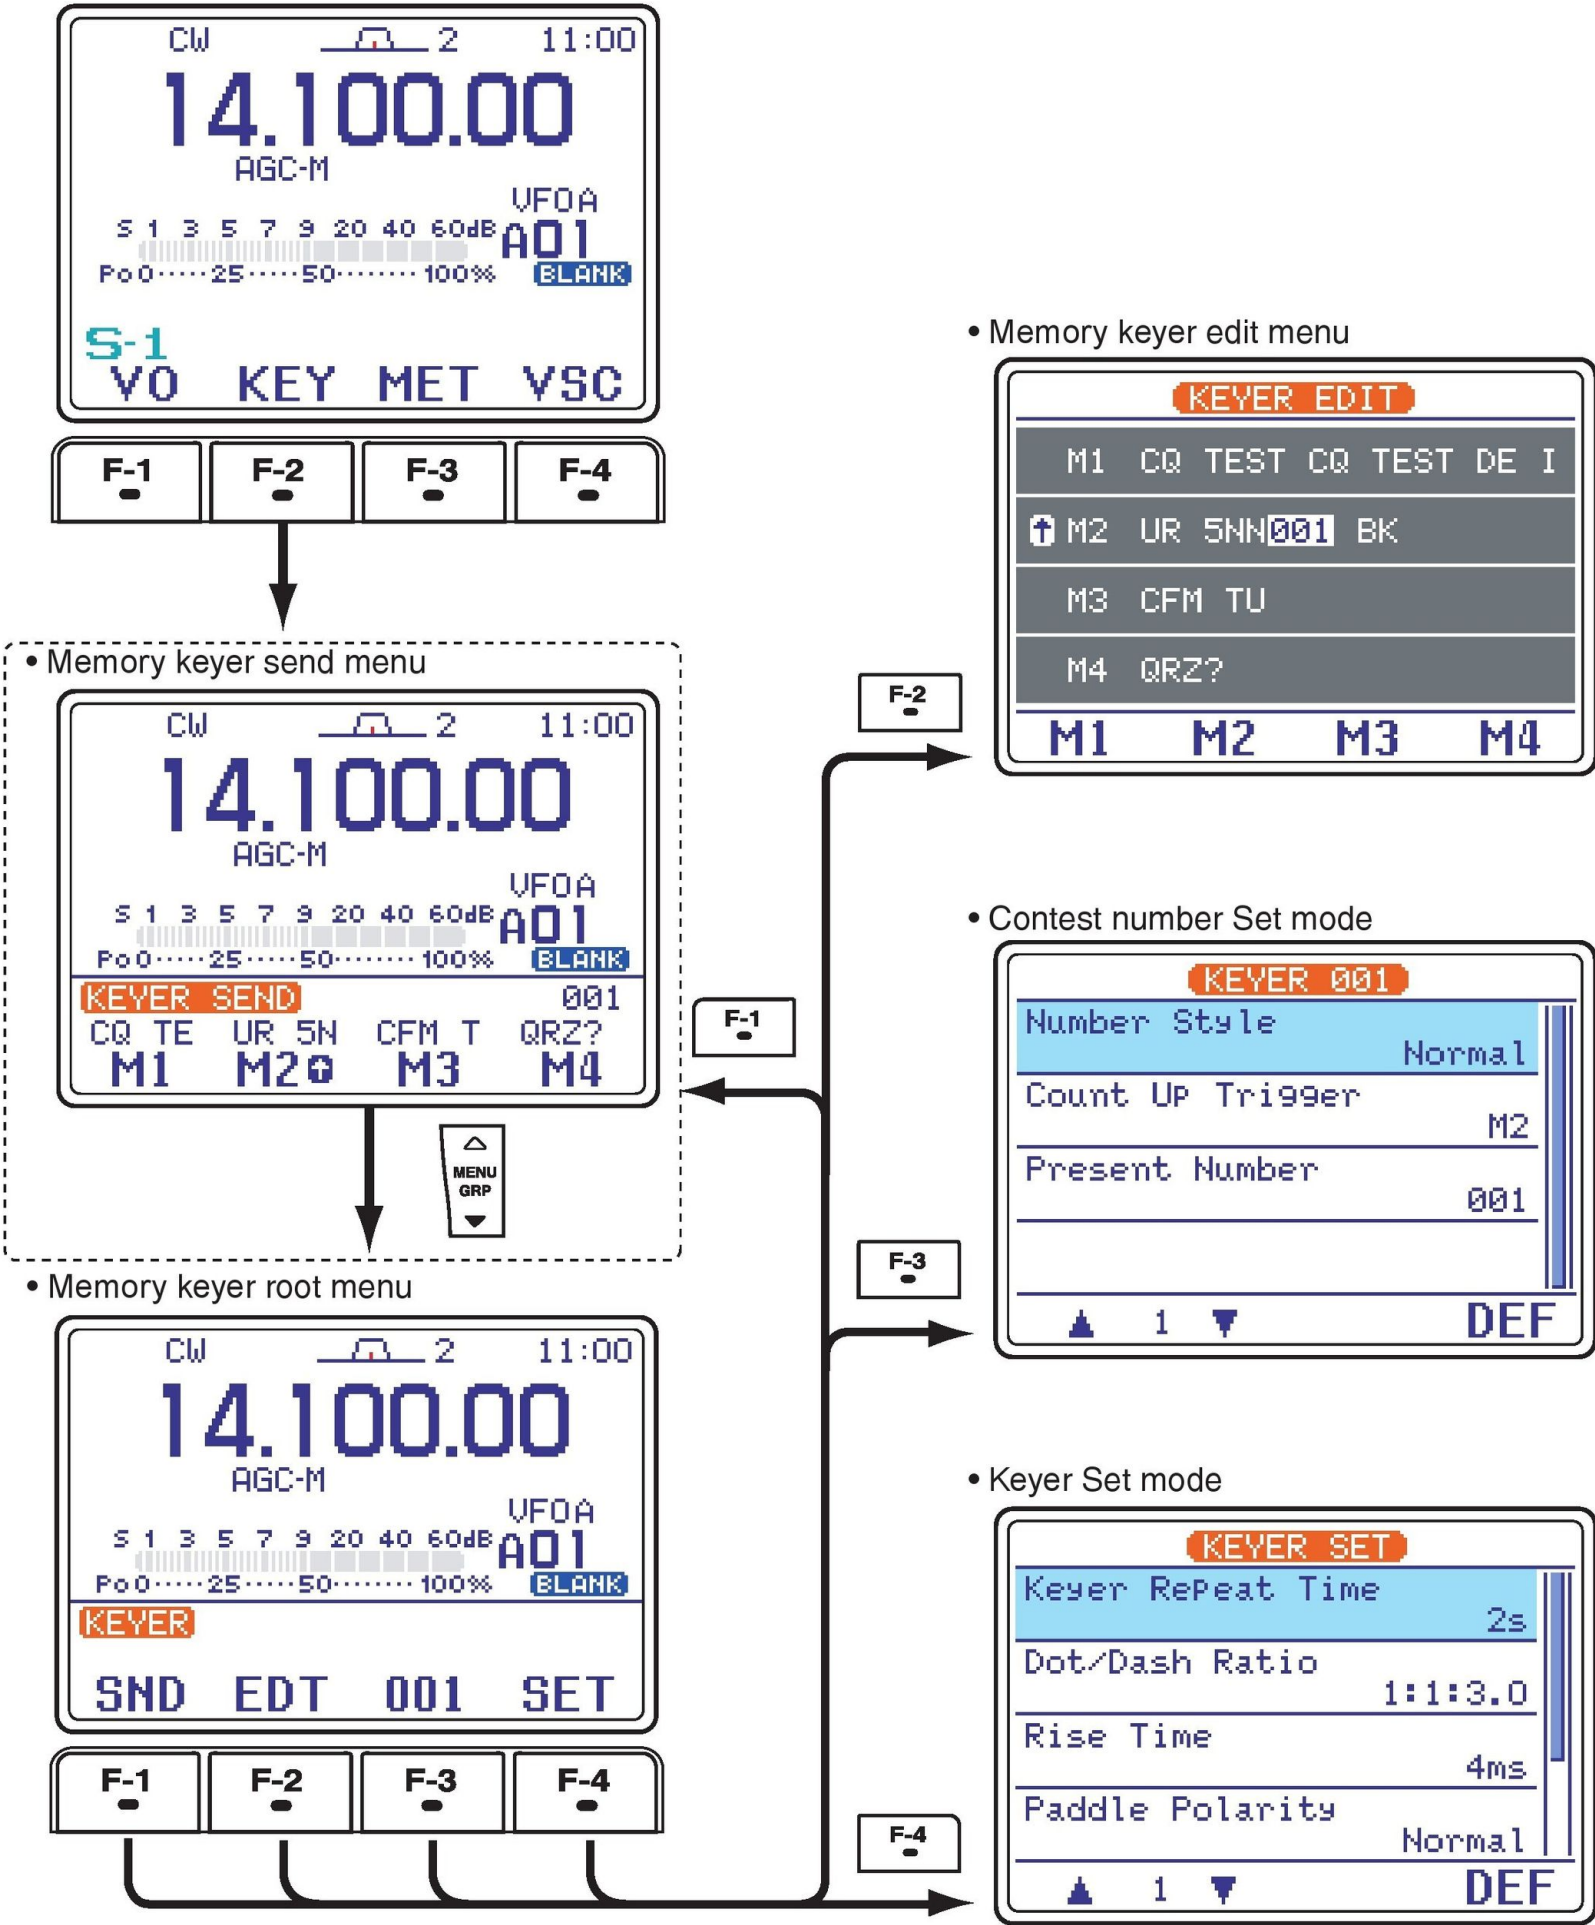 CW 2 11:00
14.100.00
AGC-M
VFOA
S 1 3 5 7 9 20 40 60dB A01
Po0·····25·····50········100% BLANK
S-1
VO KEY MET VSC
F-1 F-2 F-3 F-4
• Memory keyer send menu
CW 2 11:00
14.100.00
AGC-M
VFOA
S 1 3 5 7 9 20 40 60dB A01
Po0·····25·····50········100% BLANK
KEYER SEND 001
CQ TE UR 5N CFM T QRZ?
M1 M2 M3 M4
MENU
GRP
• Memory keyer root menu
CW 2 11:00
14.100.00
AGC-M
VFOA
S 1 3 5 7 9 20 40 60dB A01
Po0·····25·····50········100% BLANK
KEYER
SND EDT 001 SET
F-1 F-2 F-3 F-4
F-1
F-2
• Memory keyer edit menu
KEYER EDIT
M1 CQ TEST CQ TEST DE I
M2 UR 5NN001 BK
M3 CFM TU
M4 QRZ?
M1 M2 M3 M4
F-3
• Contest number Set mode
KEYER 001
Number Style
Normal
Count Up Trigger
M2
Present Number
001
1 DEF
F-4
• Keyer Set mode
KEYER SET
Keyer Repeat Time
2s
Dot/Dash Ratio
1:1:3.0
Rise Time
4ms
Paddle Polarity
Normal
1 DEF